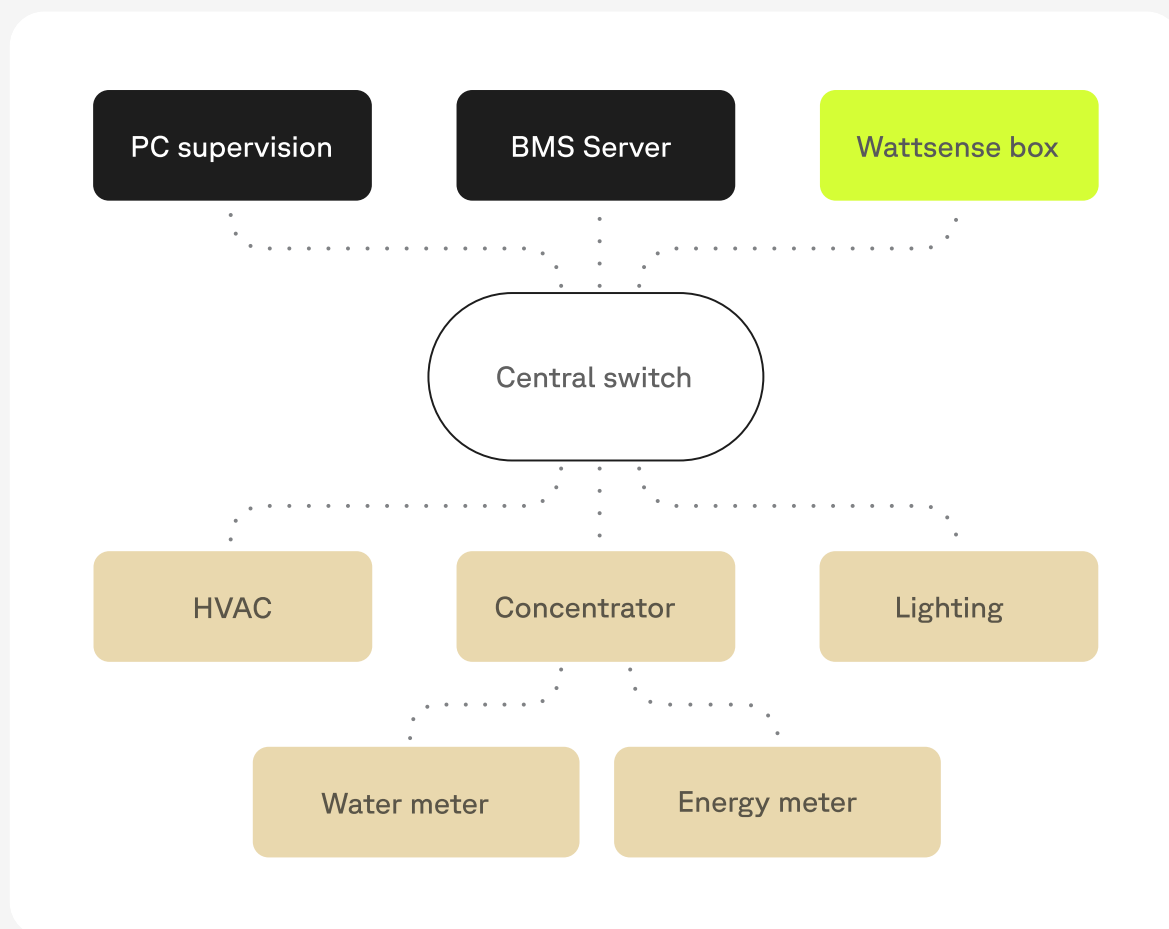 PC supervision
BMS Server
Wattsense box
Central switch
HVAC
Concentrator
Lighting
Water meter
Energy meter